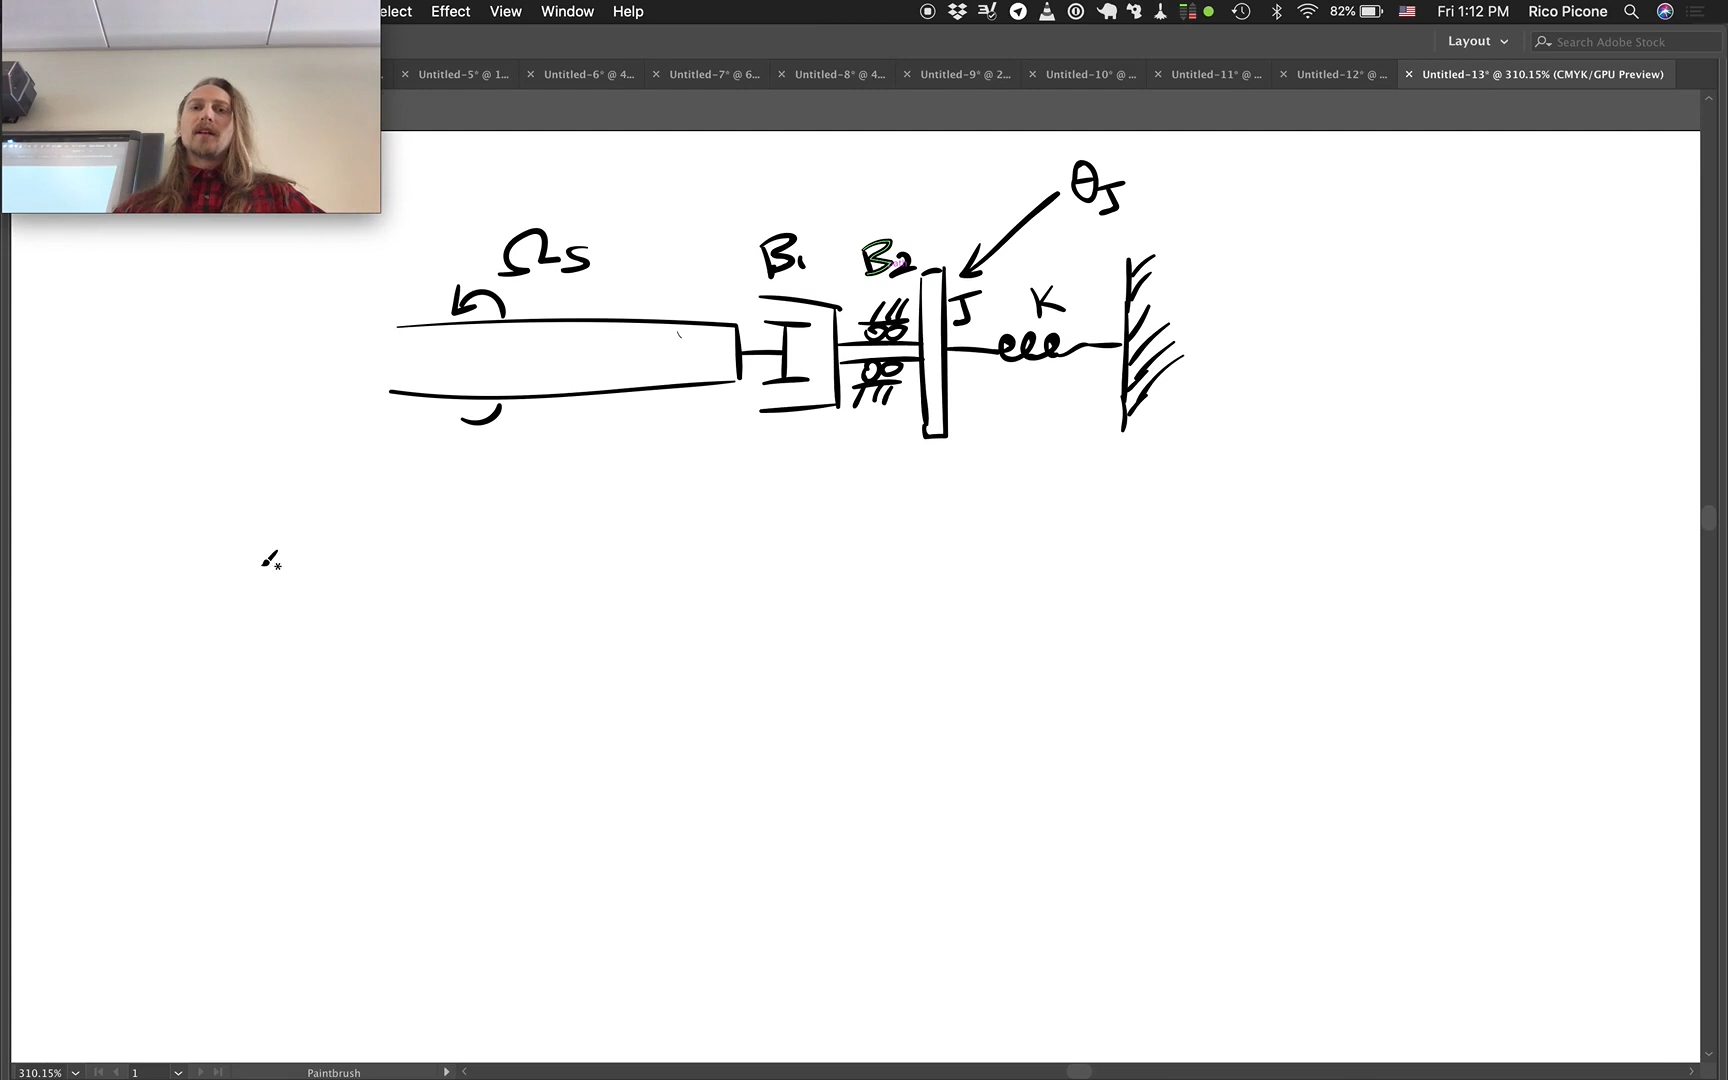 elect Effect View Window Help 82% Fri 1:12 PM Rico Picone
Layout Search Adobe Stock
Untitled-5* @ 1... Untitled-6* @ 4... Untitled-7* @ 6... Untitled-8* @ 4... Untitled-9* @ 2... Untitled-10* @ ... Untitled-11* @ ... Untitled-12* @ ... Untitled-13* @ 310.15% (CMYK/GPU Preview)
θJ
Ωs B1 B2
J K
310.15% 1 Paintbrush